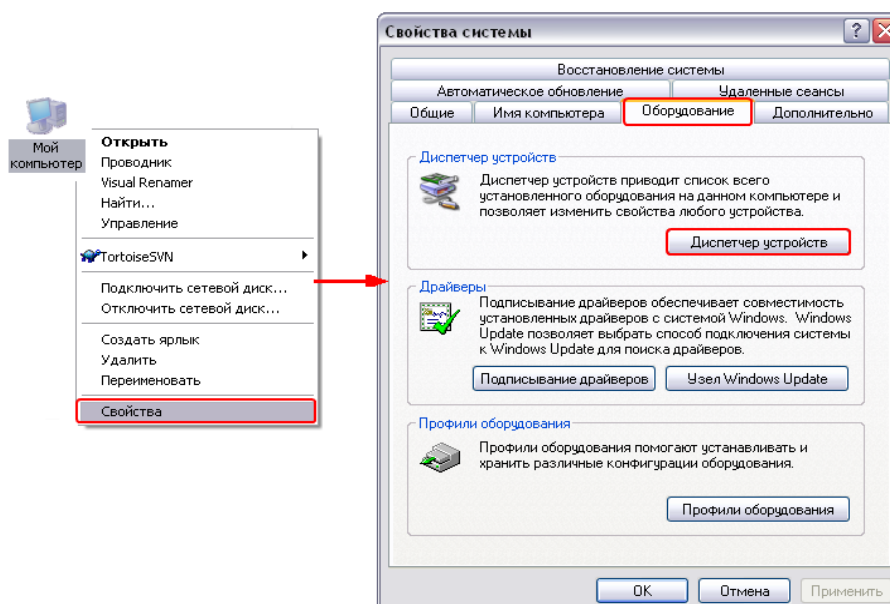 Мой
компьютер
Открыть
Проводник
Visual Renamer
Найти...
Управление
TortoiseSVN
Подключить сетевой диск...
Отключить сетевой диск...
Создать ярлык
Удалить
Переименовать
Свойства
Свойства системы
Восстановление системы
Автоматическое обновление Удаленные сеансы
Общие Имя компьютера Оборудование Дополнительно
Диспетчер устройств
Диспетчер устройств приводит список всего
установленного оборудования на данном компьютере и
позволяет изменить свойства любого устройства.
Диспетчер устройств
Драйверы
Подписывание драйверов обеспечивает совместимость
установленных драйверов с системой Windows. Windows
Update позволяет выбрать способ подключения системы
к Windows Update для поиска драйверов.
Подписывание драйверов Узел Windows Update
Профили оборудования
Профили оборудования помогают устанавливать и
хранить различные конфигурации оборудования.
Профили оборудования
OK Отмена Применить